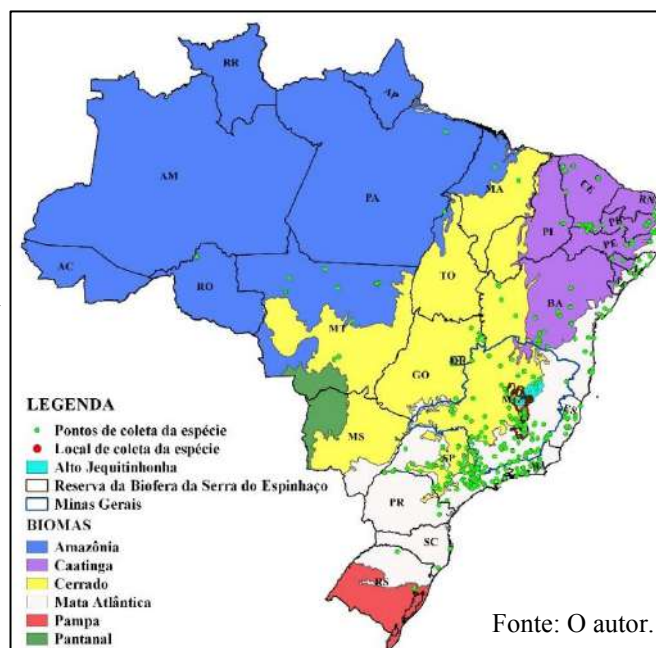 RR
AP
AM
PA
MA
CE
RN
PB
PI
PE
AC
RO
TO
BA
MT
DF
GO
MG
ES
MS
SP
RJ
PR
SC
RS
LEGENDA
Pontos de coleta da espécie
Local de coleta da espécie
Alto Jequitinhonha
Reserva da Biofera da Serra do Espinhaço
Minas Gerais
BIOMAS
Amazônia
Caatinga
Cerrado
Mata Atlântica
Pampa
Pantanal
Fonte: O autor.